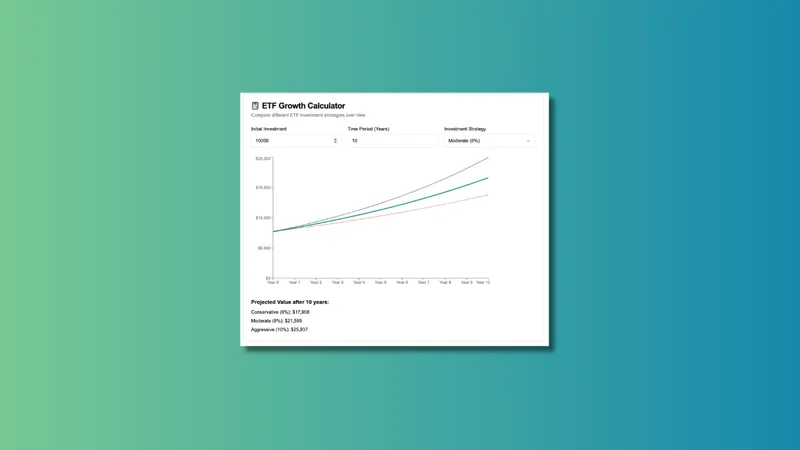 ETF Growth Calculator
Compare different ETF investment strategies over time
Initial Investment Time Period (Years) Investment Strategy
10000 10 Moderate (8%)
$26,000
$19,500
$13,000
$6,500
$0
Year 0 Year 1 Year 2 Year 3 Year 4 Year 5 Year 6 Year 7 Year 8 Year 9 Year 10
Projected Value after 10 years:
Conservative (6%): $17,908
Moderate (8%): $21,589
Aggressive (10%): $25,937